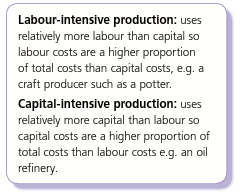 Labour-intensive production: uses
relatively more labour than capital so
labour costs are a higher proportion
of total costs than capital costs, e.g. a
craft producer such as a potter.
Capital-intensive production: uses
relatively more capital than labour so
capital costs are a higher proportion of
total costs than labour costs e.g. an oil
refinery.